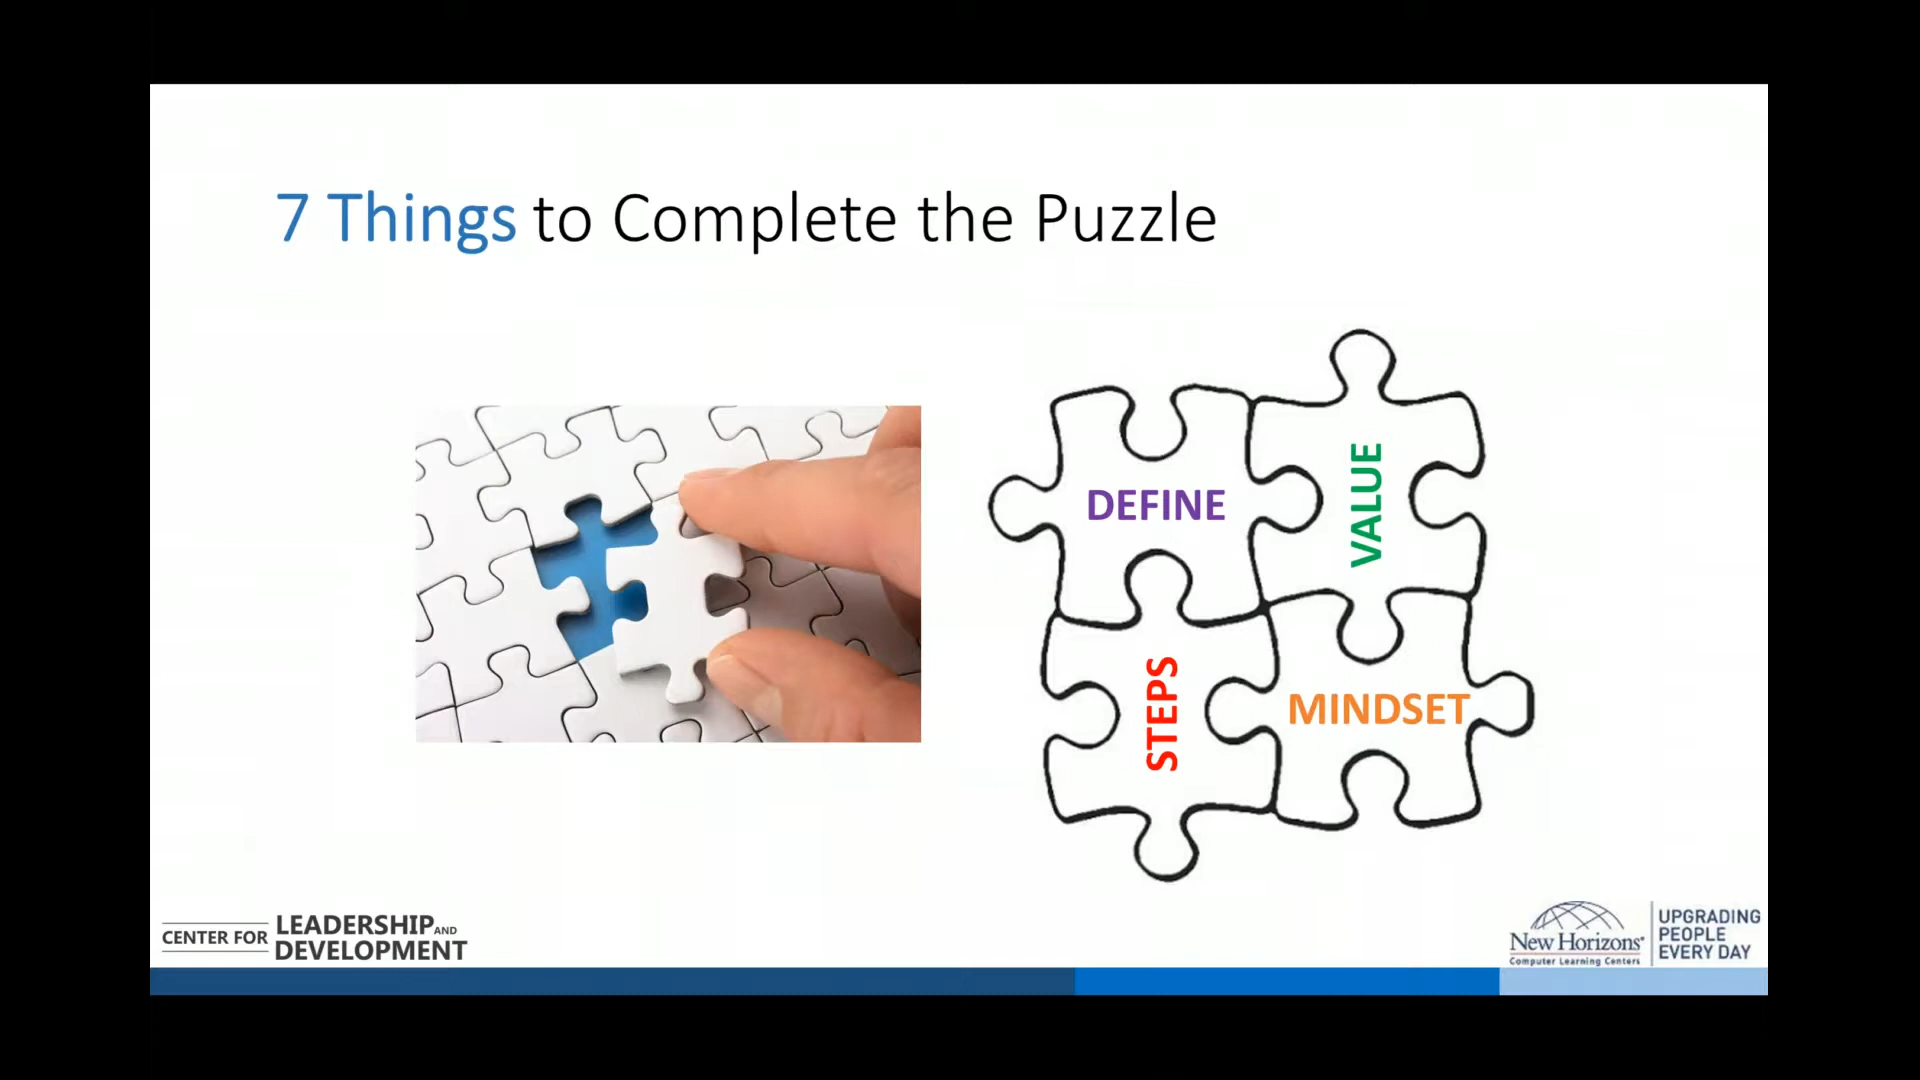 7 Things to Complete the Puzzle
DEFINE
VALUE
STEPS
MINDSET
CENTER FOR LEADERSHIP AND DEVELOPMENT
New Horizons®
Computer Learning Centers
UPGRADING
PEOPLE
EVERY DAY